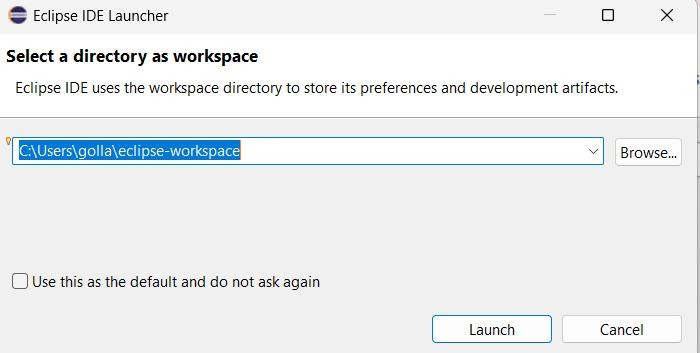 Eclipse IDE Launcher
Select a directory as workspace
Eclipse IDE uses the workspace directory to store its preferences and development artifacts.
C:\Users\golla\eclipse-workspace
Browse...
Use this as the default and do not ask again
Launch
Cancel